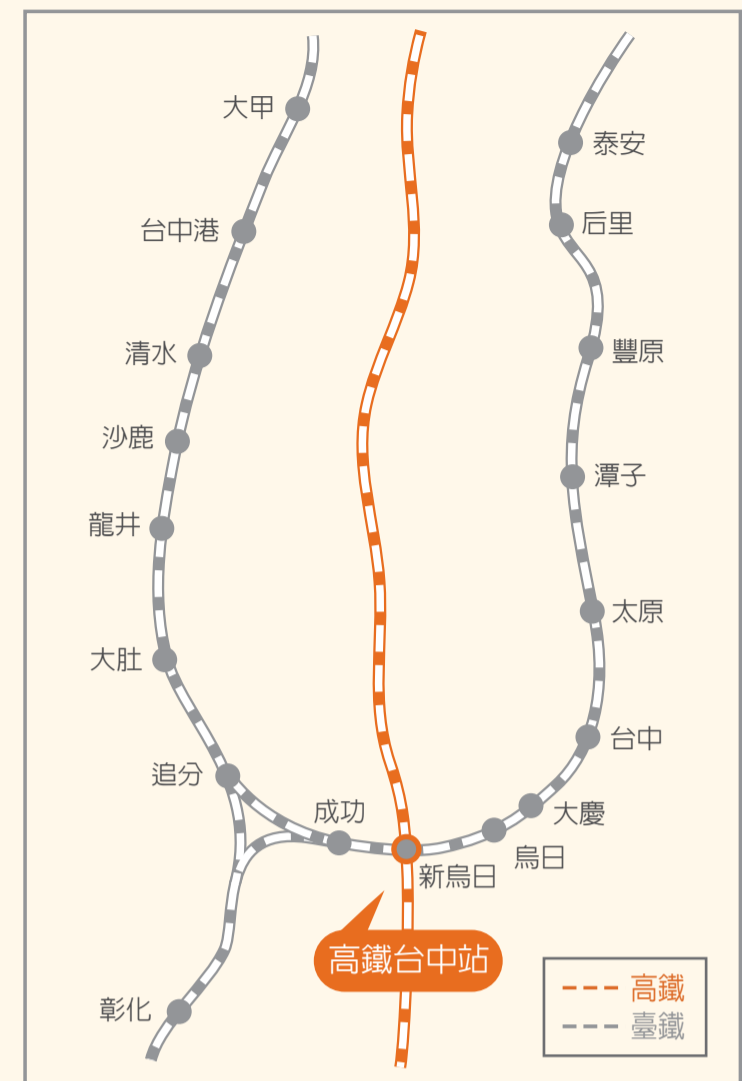 大甲
泰安
后里
台中港
豐原
清水
沙鹿
潭子
龍井
太原
大肚
台中
追分
成功
大慶
烏日
新烏日
高鐵台中站
彰化
高鐵
臺鐵